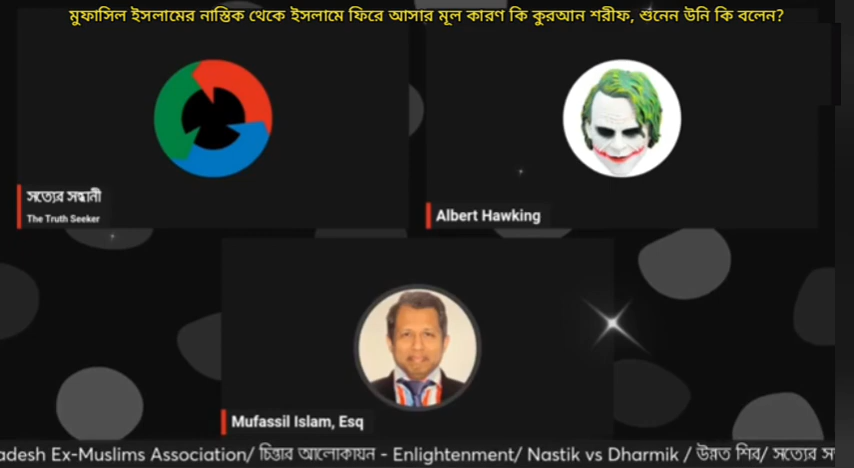 মুফাসিল ইসলামের নাস্তিক থেকে ইসলামে ফিরে আসার মূল কারণ কি কুরআন শরীফ, শুনেন উনি কি বলেন?
সত্যের সন্ধানী
The Truth Seeker
Albert Hawking
Mufassil Islam, Esq
adesh Ex-Muslims Association/ চিন্তার আলোকায়ন - Enlightenment/ Nastik vs Dharmik / উন্নত শির/ সত্যের স